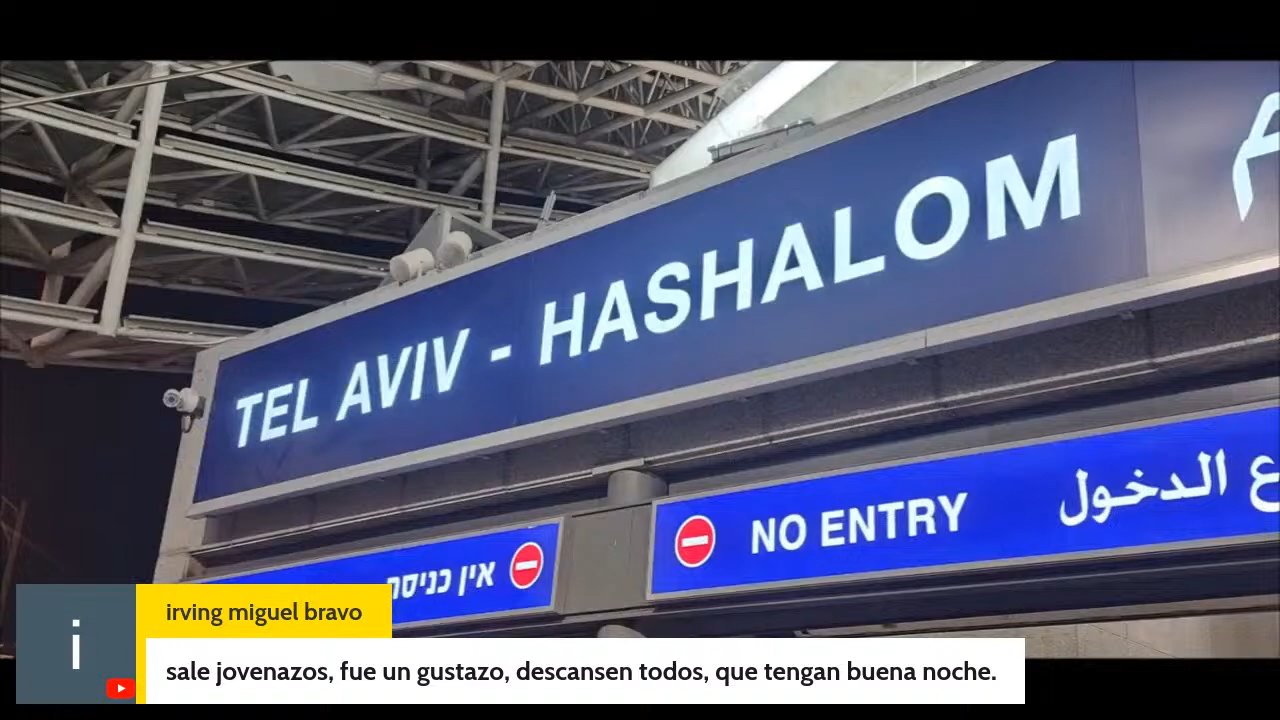 TEL AVIV - HASHALOM
NO ENTRY
الدخول
אין כניסה
i
irving miguel bravo
sale jovenazos, fue un gustazo, descansen todos, que tengan buena noche.